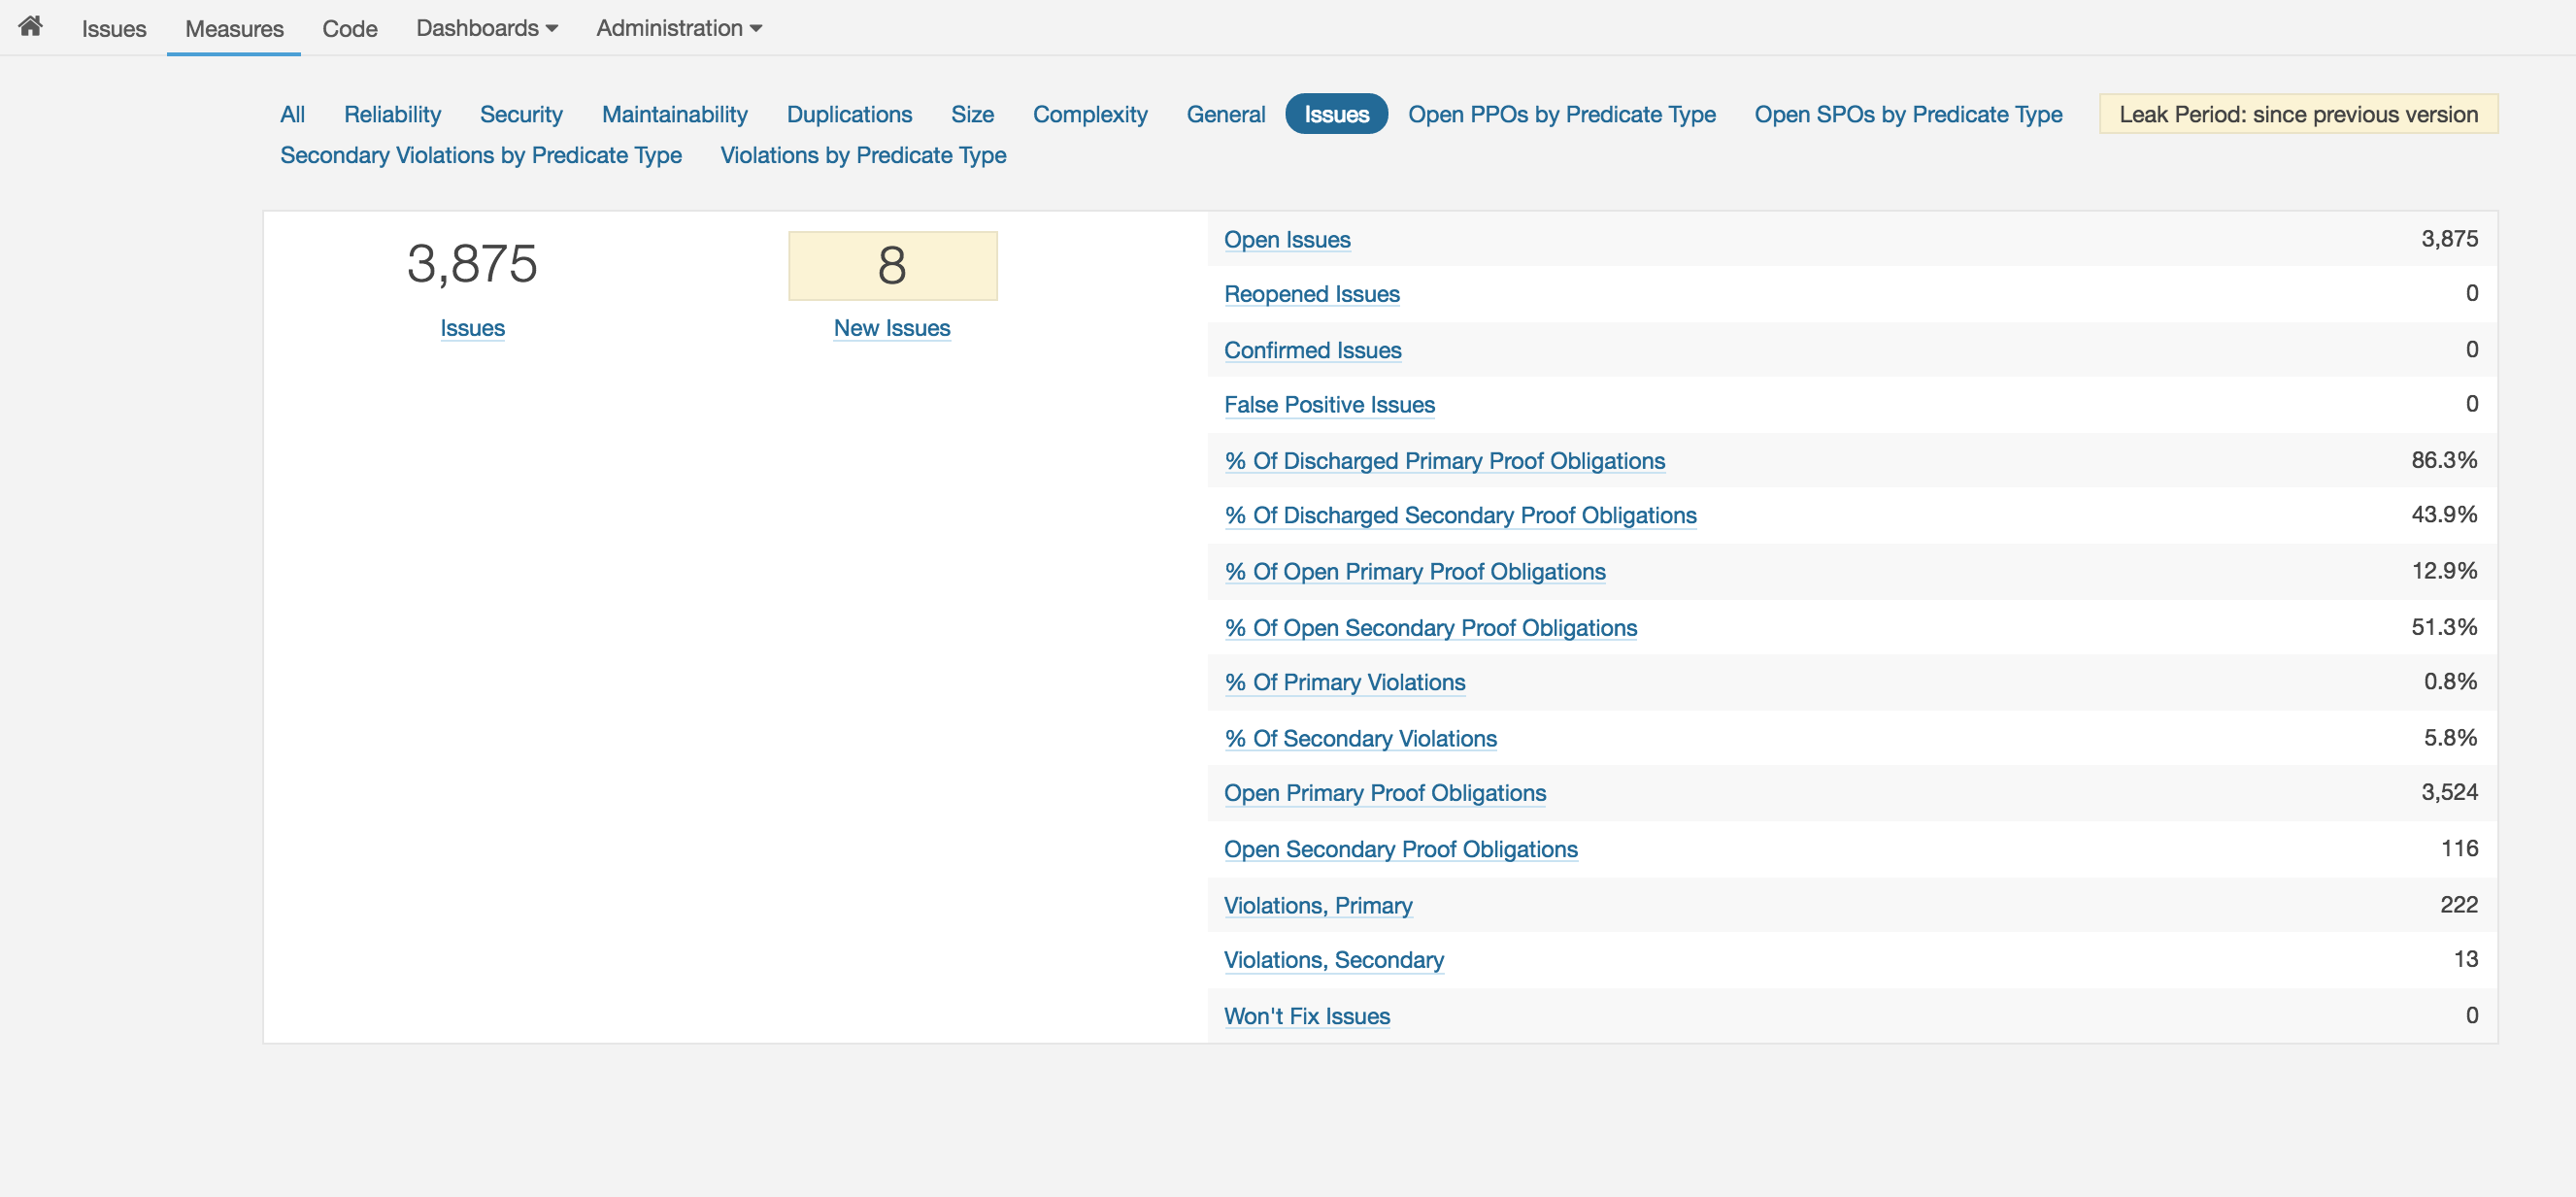 Issues Measures Code Dashboards Administration
All Reliability Security Maintainability Duplications Size Complexity General Issues Open PPOs by Predicate Type Open SPOs by Predicate Type Leak Period: since previous version
Secondary Violations by Predicate Type Violations by Predicate Type
3,875
Issues
8
New Issues
Open Issues 3,875
Reopened Issues 0
Confirmed Issues 0
False Positive Issues 0
% Of Discharged Primary Proof Obligations 86.3%
% Of Discharged Secondary Proof Obligations 43.9%
% Of Open Primary Proof Obligations 12.9%
% Of Open Secondary Proof Obligations 51.3%
% Of Primary Violations 0.8%
% Of Secondary Violations 5.8%
Open Primary Proof Obligations 3,524
Open Secondary Proof Obligations 116
Violations, Primary 222
Violations, Secondary 13
Won't Fix Issues 0